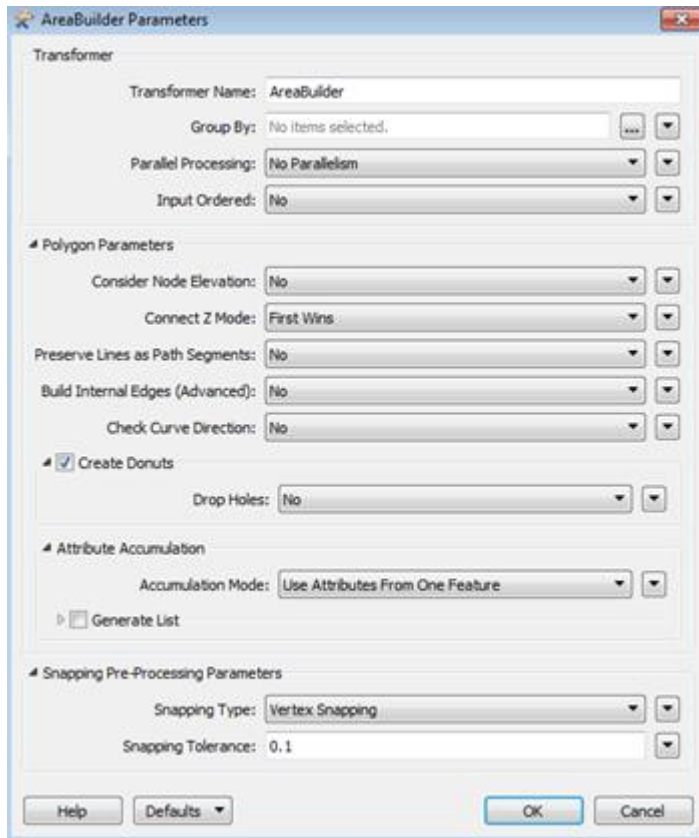 AreaBuilder Parameters
Transformer
Transformer Name: AreaBuilder
Group By: No items selected. ...
Parallel Processing: No Parallelism
Input Ordered: No
Polygon Parameters
Consider Node Elevation: No
Connect Z Mode: First Wins
Preserve Lines as Path Segments: No
Build Internal Edges (Advanced): No
Check Curve Direction: No
Create Donuts
Drop Holes: No
Attribute Accumulation
Accumulation Mode: Use Attributes From One Feature
Generate List
Snapping Pre-Processing Parameters
Snapping Type: Vertex Snapping
Snapping Tolerance: 0.1
Help Defaults OK Cancel